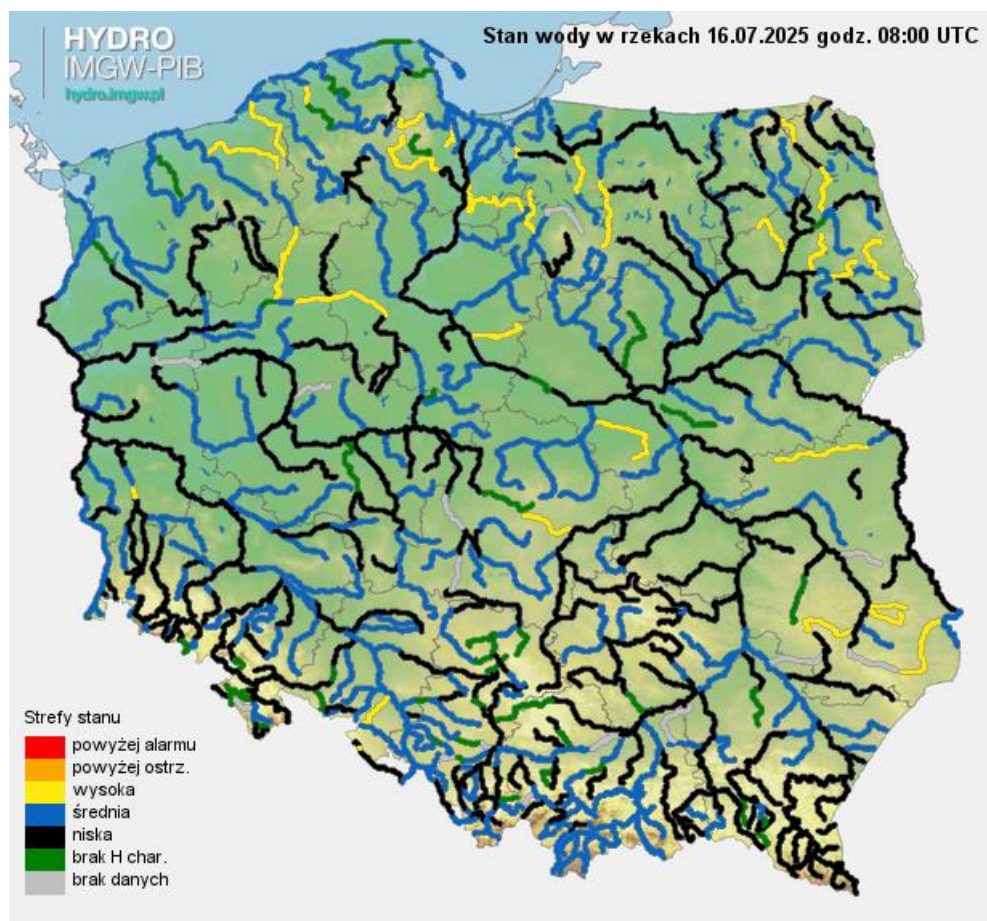 HYDRO
IMGW-PIB
hydro.imgw.pl
Stan wody w rzekach 16.07.2025 godz. 08:00 UTC
Strefy stanu
powyżej alarmu
powyżej ostrz.
wysoka
średnia
niska
brak H char.
brak danych